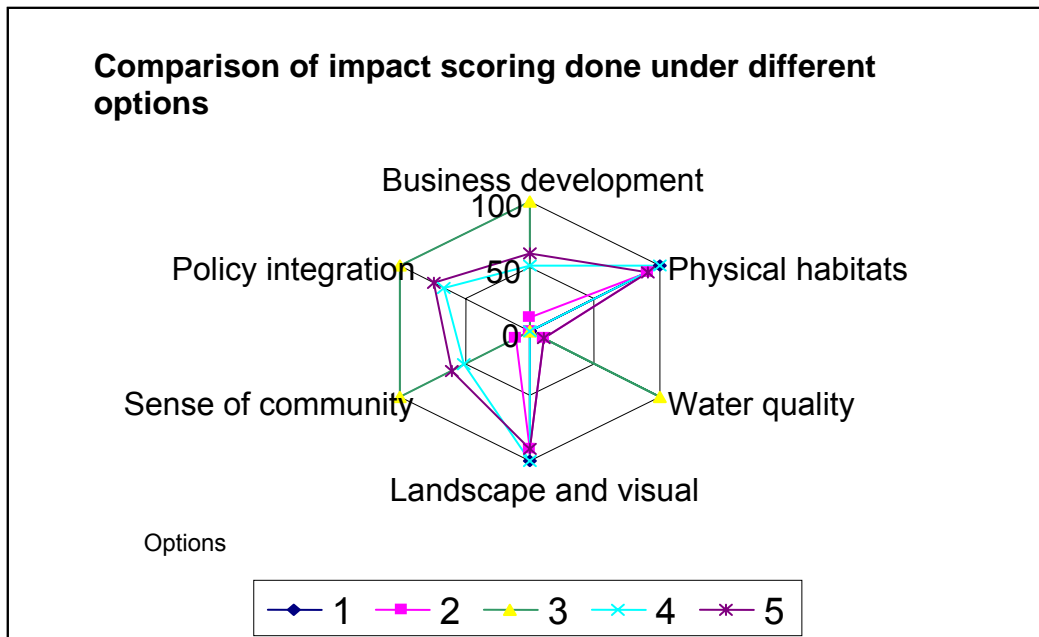 Comparison of impact scoring done under different
options
Business development
100
Policy integration
50
Physical habitats
0
Sense of community
Water quality
Landscape and visual
Options
1 2 3 4 5